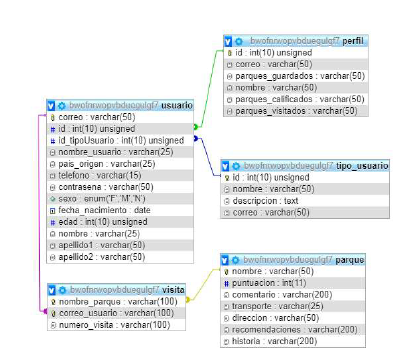 bwofnrwopvbduegulgf7 perfil
id : int(10) unsigned
correo : varchar(50)
parques_guardados : varchar(50)
nombre : varchar(50)
parques_calificados : varchar(50)
parques_visitados : varchar(50)
bwofnrwopvbduegulgf7 usuario
correo : varchar(50)
id : int(10) unsigned
id_tipoUsuario : int(10) unsigned
nombre_usuario : varchar(25)
pais_origen : varchar(25)
telefono : varchar(15)
contrasena : varchar(50)
sexo : enum('F','M','N')
fecha_nacimiento : date
edad : int(10) unsigned
nombre : varchar(25)
apellido1 : varchar(50)
apellido2 : varchar(50)
bwofnrwopvbduegulgf7 tipo_usuario
id : int(10) unsigned
nombre : varchar(50)
descripcion : text
correo : varchar(50)
bwofnrwopvbduegulgf7 visita
nombre_parque : varchar(100)
correo_usuario : varchar(100)
numero_visita : varchar(100)
bwofnrwopvbduegulgf7 parque
nombre : varchar(50)
puntuacion : int(11)
comentario : varchar(200)
transporte : varchar(25)
direccion : varchar(50)
recomendaciones : varchar(200)
historia : varchar(200)